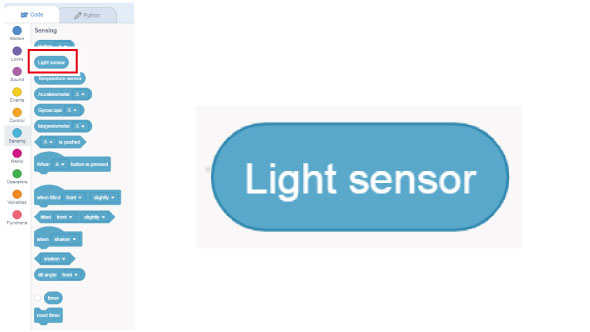 Code
Python
Sensing
Motion
Looks
Sound
Events
Control
Sensing
Radio
Operators
Variables
Functions
Light sensor
Temperature sensor
Accelerometer X
Gyroscope X
Magnetometer X
A is pushed
When A button is pressed
when tilted front slightly
tilted front slightly
when shaken
shaken
tilt angle front
timer
reset timer
Light sensor